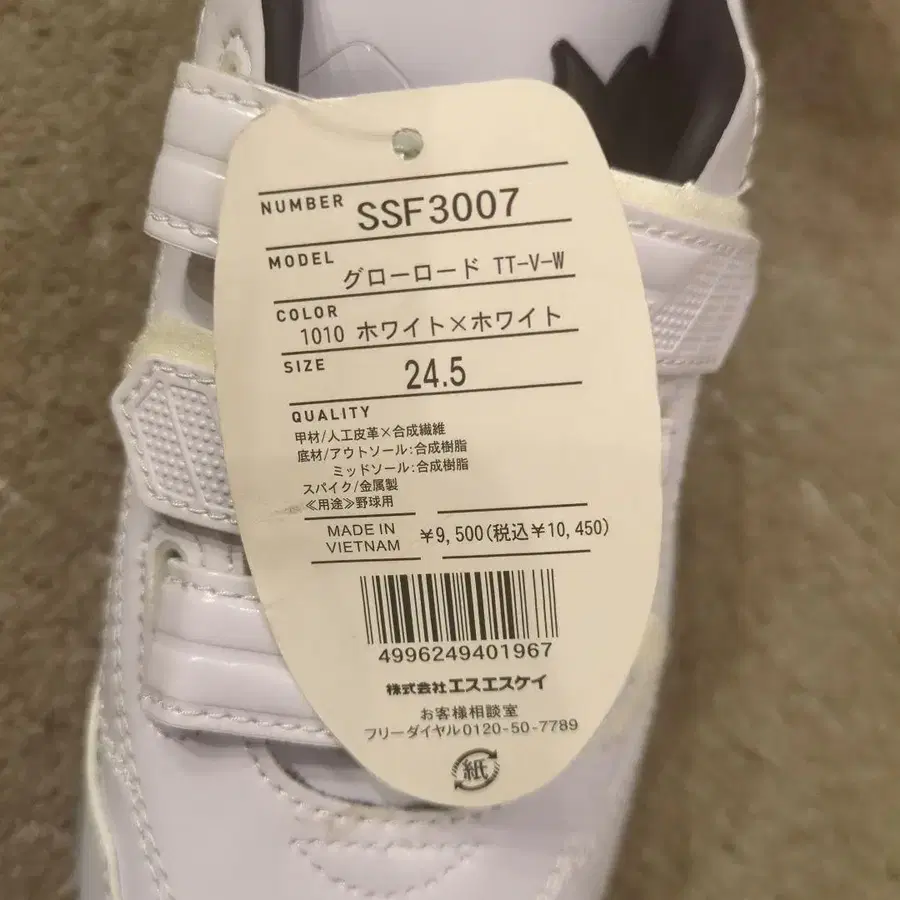 NUMBER SSF3007
MODEL グローロード TT-V-W
COLOR 1010 ホワイト×ホワイト
SIZE 24.5
QUALITY
甲材/人工皮革×合成繊維
底材/アウトソール:合成樹脂
ミッドソール:合成樹脂
スパイク/金属製
≪用途≫野球用
MADE IN
VIETNAM
¥9,500(税込¥10,450)
4996249401967
株式会社エスエスケイ
お客様相談室
フリーダイヤル0120-50-7789
紙